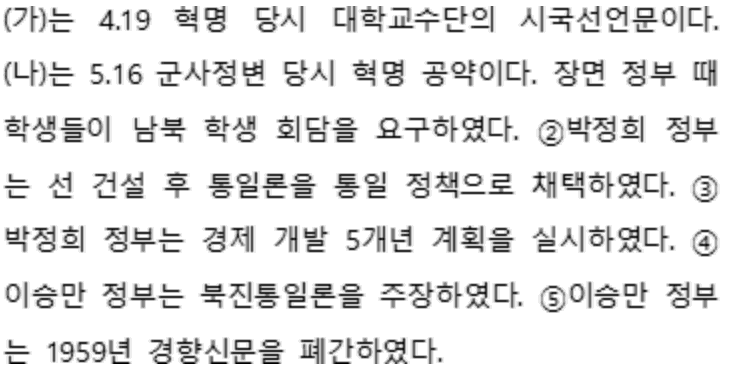 (가)는 4.19 혁명 당시 대학교수단의 시국선언문이다.
(나)는 5.16 군사정변 당시 혁명 공약이다. 장면 정부 때
학생들이 남북 학생 회담을 요구하였다. ②박정희 정부
는 선 건설 후 통일론을 통일 정책으로 채택하였다. ③
박정희 정부는 경제 개발 5개년 계획을 실시하였다. ④
이승만 정부는 북진통일론을 주장하였다. ⑤이승만 정부
는 1959년 경향신문을 폐간하였다.